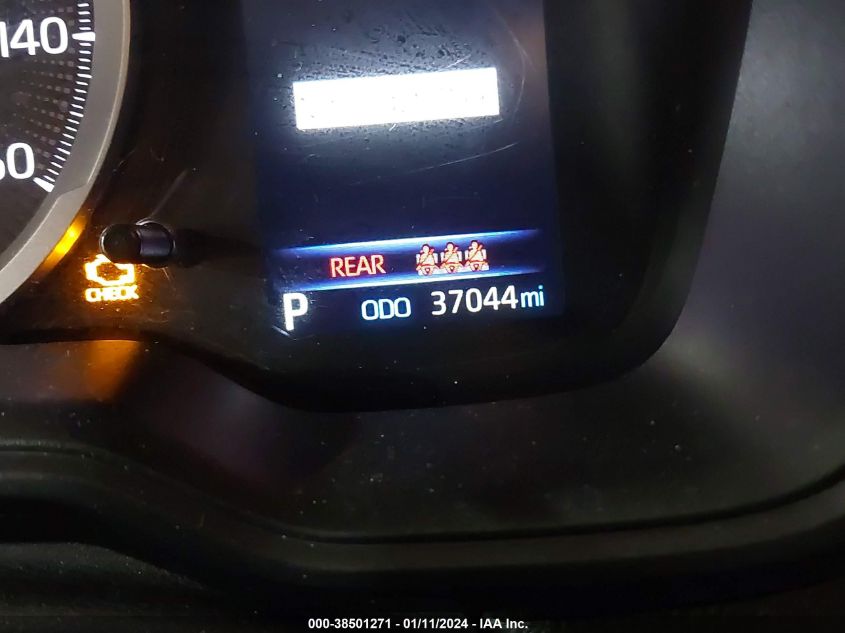 140
60
REAR
CHECK
P ODO 37044 mi
000-38501271 - 01/11/2024 - IAA Inc.